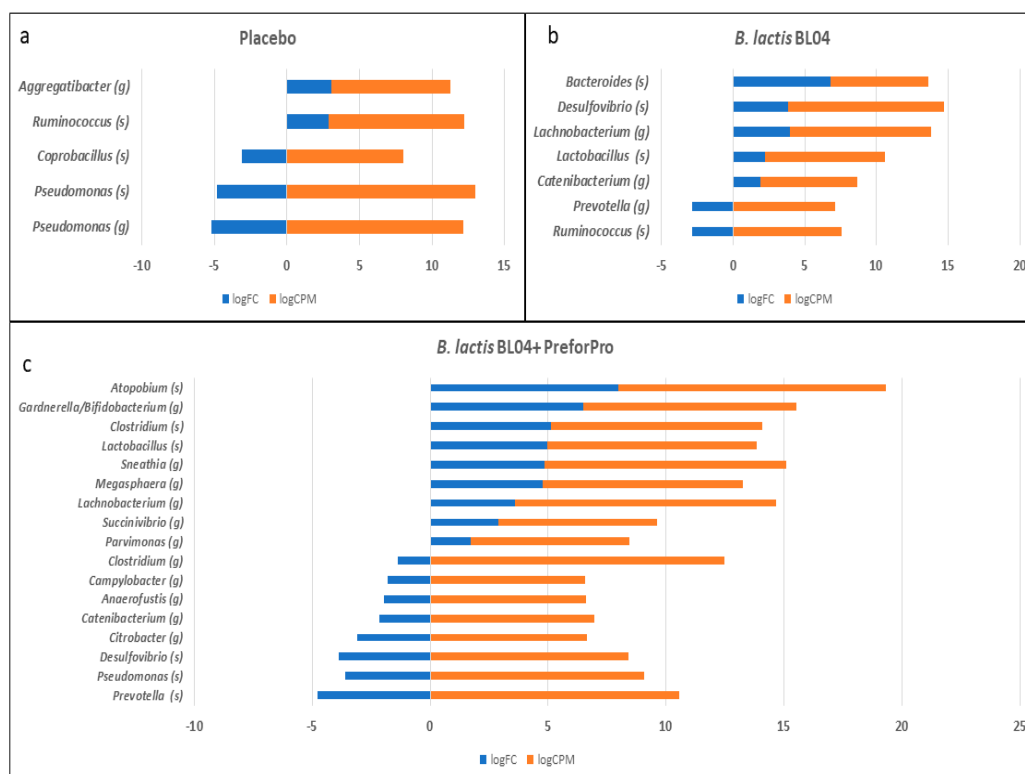 a
Placebo
Aggregatibacter (g)
Ruminococcus (s)
Coprobacillus (s)
Pseudomonas (s)
Pseudomonas (g)
-10 -5 0 5 10 15
logFC logCPM
b
B. lactis BL04
Bacteroides (s)
Desulfovibrio (s)
Lachnobacterium (g)
Lactobacillus (s)
Catenibacterium (g)
Prevotella (g)
Ruminococcus (s)
-5 0 5 10 15 20
logFC logCPM
c
B. lactis BL04+ PreforPro
Atopobium (s)
Gardnerella/Bifidobacterium (g)
Clostridium (s)
Lactobacillus (s)
Sneathia (g)
Megasphaera (g)
Lachnobacterium (g)
Succinivibrio (g)
Parvimonas (g)
Clostridium (g)
Campylobacter (g)
Anaerofustis (g)
Catenibacterium (g)
Citrobacter (g)
Desulfovibrio (s)
Pseudomonas (s)
Prevotella (s)
-10 -5 0 5 10 15 20 25
logFC logCPM